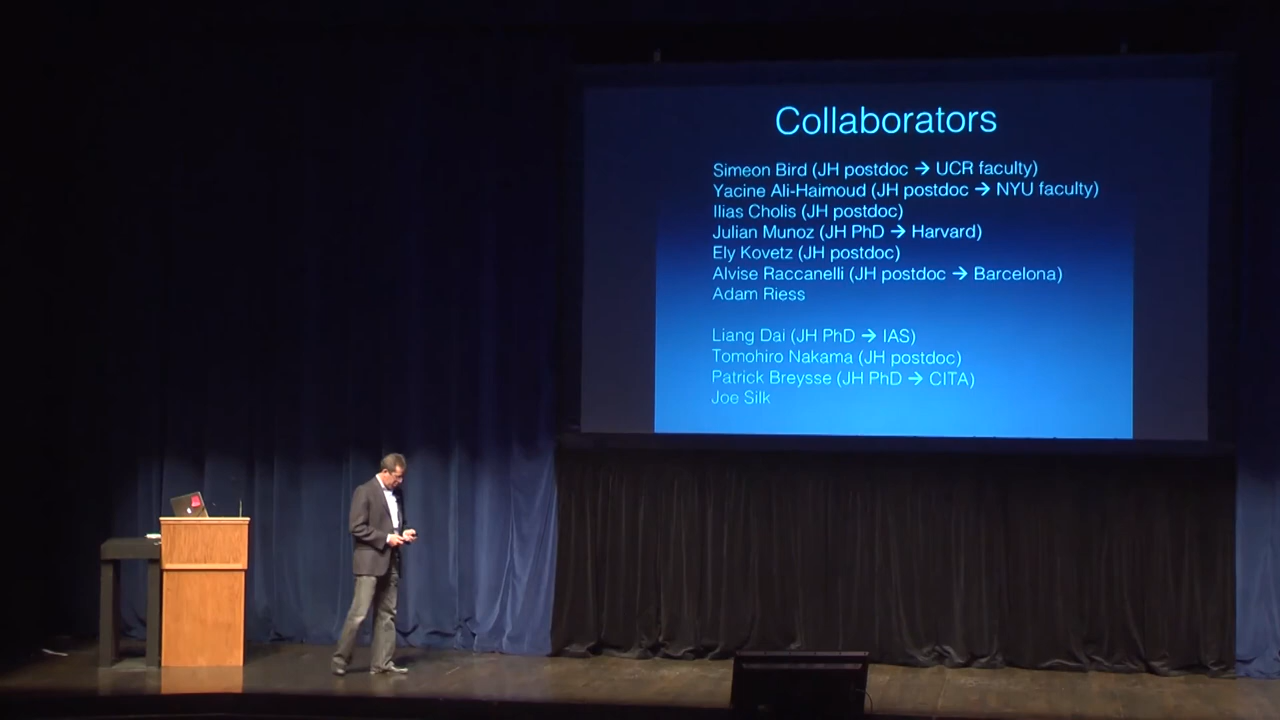 Collaborators
Simeon Bird (JH postdoc → UCR faculty)
Yacine Ali-Haimoud (JH postdoc → NYU faculty)
Ilias Cholis (JH postdoc)
Julian Munoz (JH PhD → Harvard)
Ely Kovetz (JH postdoc)
Alvise Raccanelli (JH postdoc → Barcelona)
Adam Riess
Liang Dai (JH PhD → IAS)
Tomohiro Nakama (JH postdoc)
Patrick Breysse (JH PhD → CITA)
Joe Silk